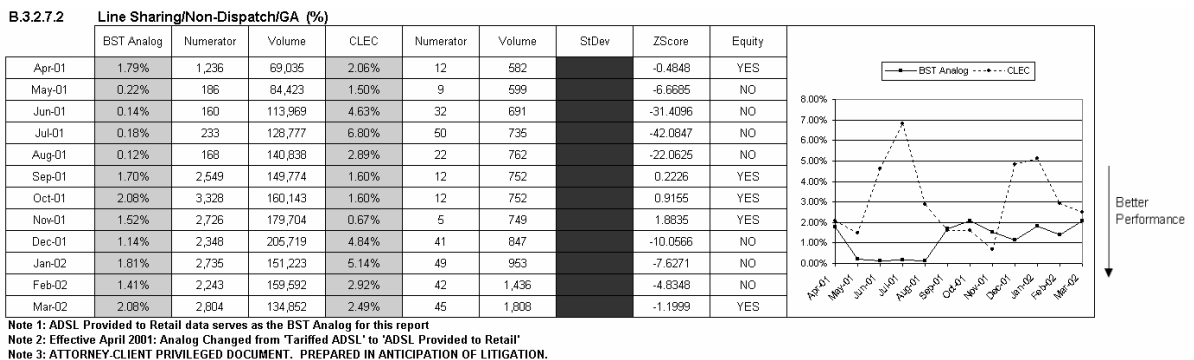 B.3.2.7.2 Line Sharing/Non-Dispatch/GA (%)
BST Analog Numerator Volume CLEC Numerator Volume StDev ZScore Equity
Apr-01 1.79% 1,236 69,035 2.06% 12 582 -0.4848 YES
May-01 0.22% 186 84,423 1.50% 9 599 -6.6685 NO
Jun-01 0.14% 160 113,969 4.63% 32 691 -31.4096 NO
Jul-01 0.18% 233 128,777 6.80% 50 735 -42.0847 NO
Aug-01 0.12% 168 140,838 2.89% 22 762 -22.0625 NO
Sep-01 1.70% 2,549 149,774 1.60% 12 752 0.2226 YES
Oct-01 2.08% 3,328 160,143 1.60% 12 752 0.9155 YES
Nov-01 1.52% 2,726 179,704 0.67% 5 749 1.8835 YES
Dec-01 1.14% 2,348 205,719 4.84% 41 847 -10.0566 NO
Jan-02 1.81% 2,735 151,223 5.14% 49 953 -7.6271 NO
Feb-02 1.41% 2,243 159,592 2.92% 42 1,436 -4.8348 NO
Mar-02 2.08% 2,804 134,852 2.49% 45 1,808 -1.1999 YES
BST Analog CLEC
8.00%
7.00%
6.00%
5.00%
4.00%
3.00%
2.00%
1.00%
0.00%
Apr-01 May-01 Jun-01 Jul-01 Aug-01 Sep-01 Oct-01 Nov-01 Dec-01 Jan-02 Feb-02 Mar-02
Better
Performance
Note 1: ADSL Provided to Retail data serves as the BST Analog for this report
Note 2: Effective April 2001: Analog Changed from 'Tariffed ADSL' to 'ADSL Provided to Retail'
Note 3: ATTORNEY-CLIENT PRIVILEGED DOCUMENT. PREPARED IN ANTICIPATION OF LITIGATION.